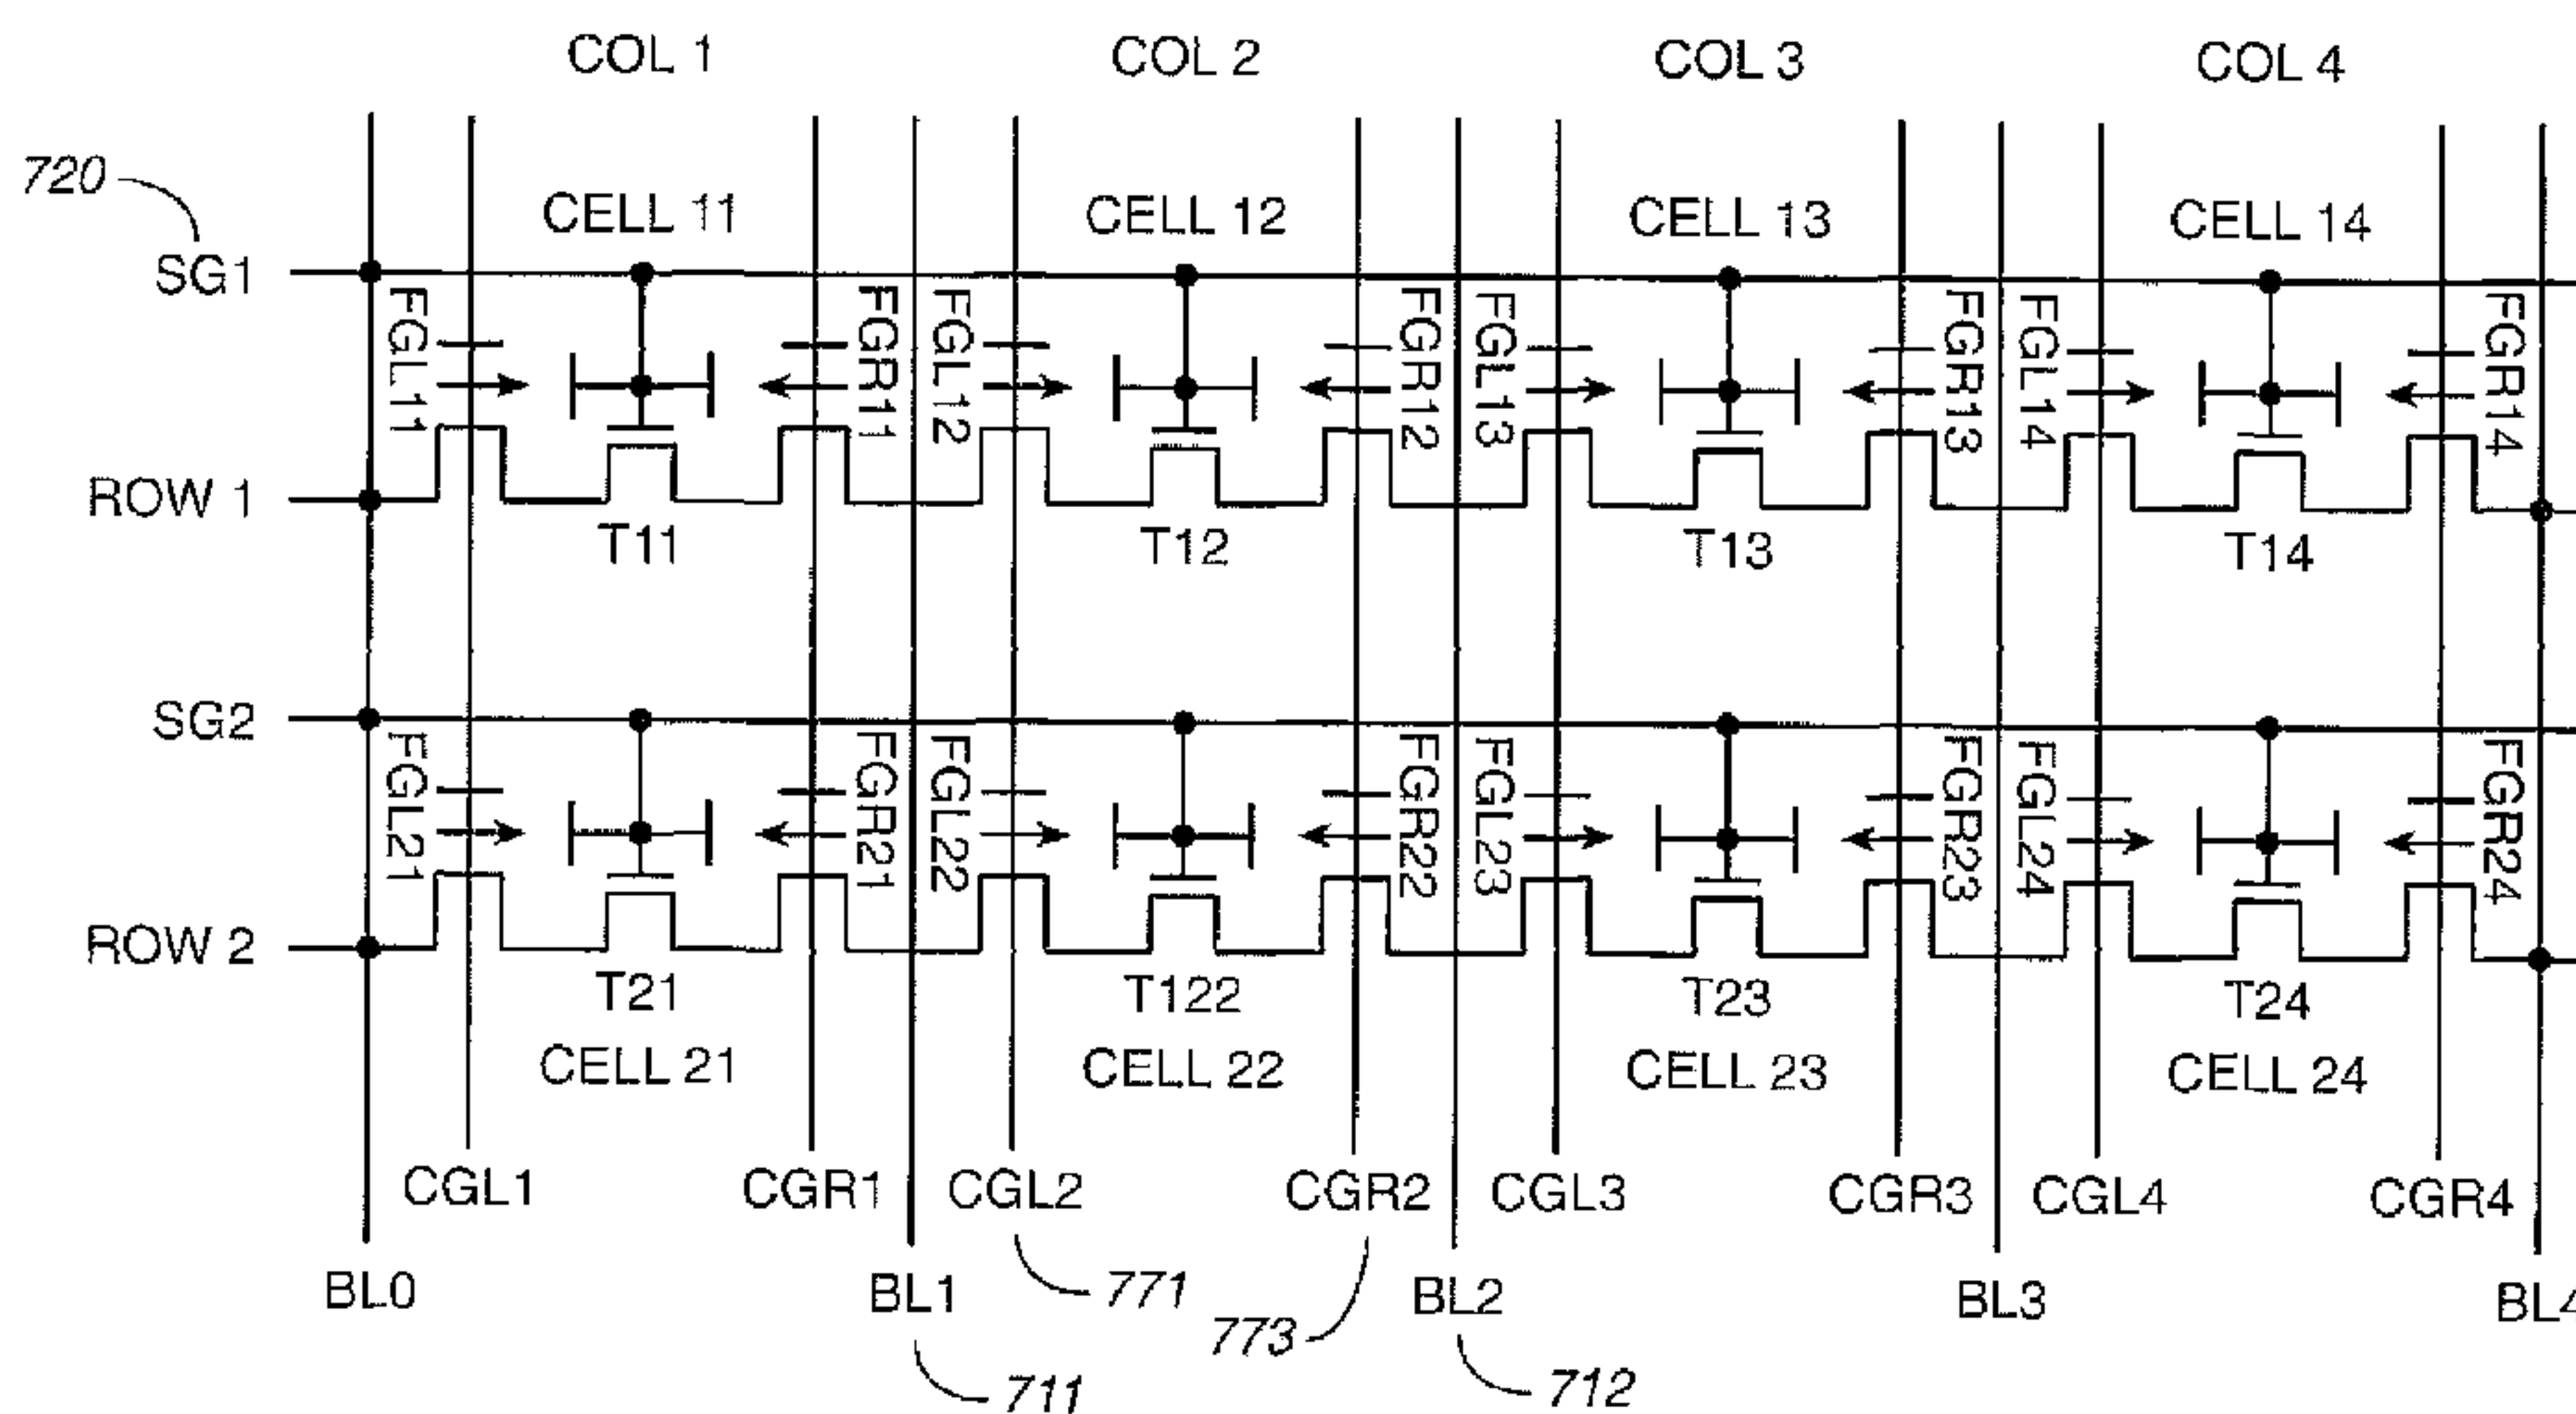 COL 1 COL 2 COL 3 COL 4
720
CELL 11 CELL 12 CELL 13 CELL 14
SG1
FGL11 FGR11 FGL12 FGR12 FGL13 FGR13 FGL14 FGR14
ROW 1
T11 T12 T13 T14
SG2
FGL21 FGR21 FGL22 FGR22 FGL23 FGR23 FGL24 FGR24
ROW 2
T21 T122 T23 T24
CELL 21 CELL 22 CELL 23 CELL 24
CGL1 CGR1 CGL2 CGR2 CGL3 CGR3 CGL4 CGR4
BL0 BL1 771 BL2 BL3 BL4
773
711 712